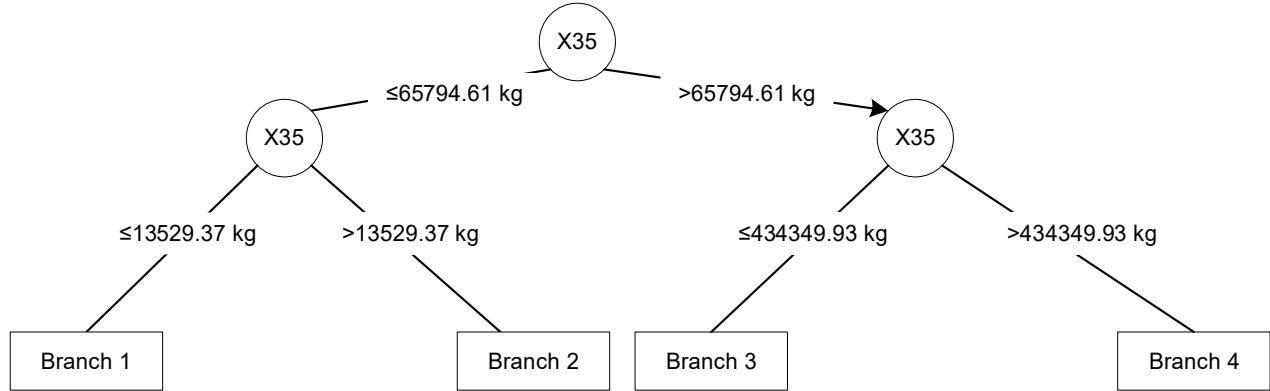 X35
≤65794.61 kg
>65794.61 kg
X35
X35
≤13529.37 kg
>13529.37 kg
≤434349.93 kg
>434349.93 kg
Branch 1
Branch 2
Branch 3
Branch 4